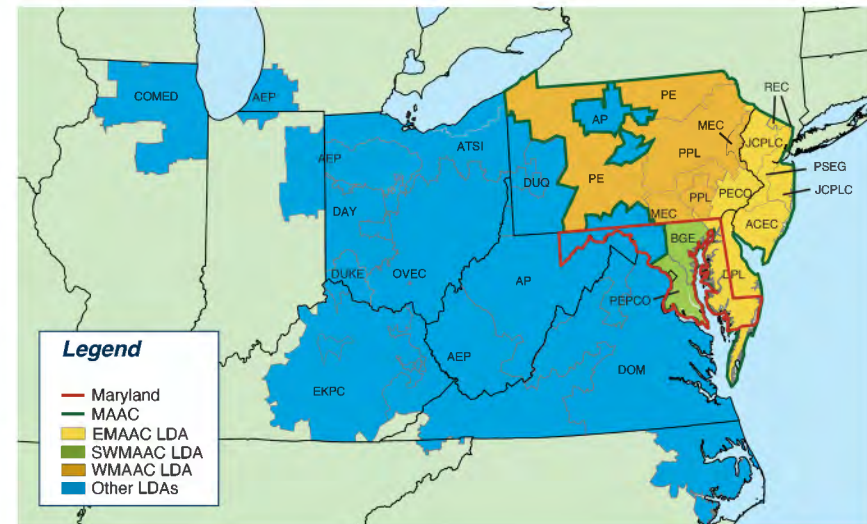 COMED
AEP
PE
REC
AP
MEC
JCPLC
ATSI
AEP
PPL
PSEG
DUQ
PE
PPL
PECO
JCPLC
DAY
MEC
ACEC
BGE
DUKE
OVEC
AP
DPL
PEPCO
AEP
DOM
EKPC
Legend
Maryland
MAAC
EMAAC LDA
SWMAAC LDA
WMAAC LDA
Other LDAs